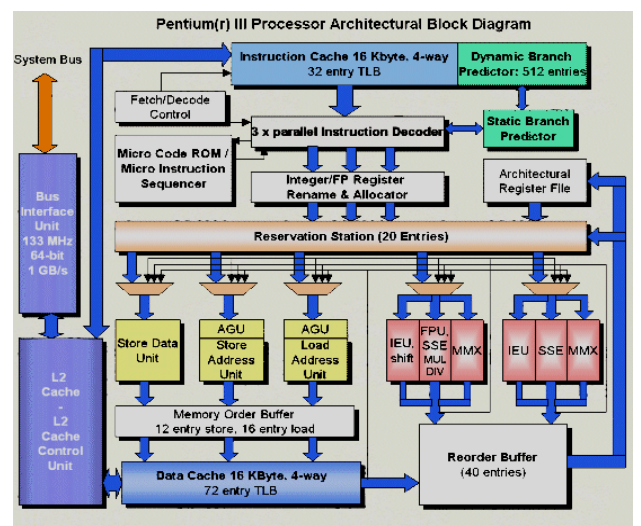 Pentium(r) III Processor Architectural Block Diagram
System Bus
Instruction Cache 16 Kbyte. 4-way
32 entry TLB
Dynamic Branch
Predictor: 512 entries
Fetch/Decode
Control
3 x parallel Instruction Decoder
Static Branch
Predictor
Micro Code ROM /
Micro Instruction
Sequencer
Integer/FP Register
Rename & Allocator
Architectural
Register File
Bus
Interface
Unit
133 MHz
64-bit
1 GB/s
Reservation Station (20 Entries)
Store Data
Unit
AGU
Store
Address
Unit
AGU
Load
Address
Unit
IEU,
shift
FPU,
SSE
MUL
DIV
MMX
IEU
SSE
MMX
L2
Cache
-
L2
Cache
Control
Unit
Memory Order Buffer
12 entry store, 16 entry load
Data Cache 16 KByte. 4-way
72 entry TLB
Reorder Buffer
(40 entries)